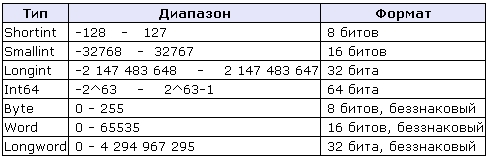 Тип Диапазон Формат
Shortint -128 - 127 8 битов
Smallint -32768 - 32767 16 битов
Longint -2 147 483 648 - 2 147 483 647 32 бита
Int64 -2^63 - 2^63-1 64 бита
Byte 0 - 255 8 битов, беззнаковый
Word 0 - 65535 16 битов, беззнаковый
Longword 0 - 4 294 967 295 32 бита, беззнаковый